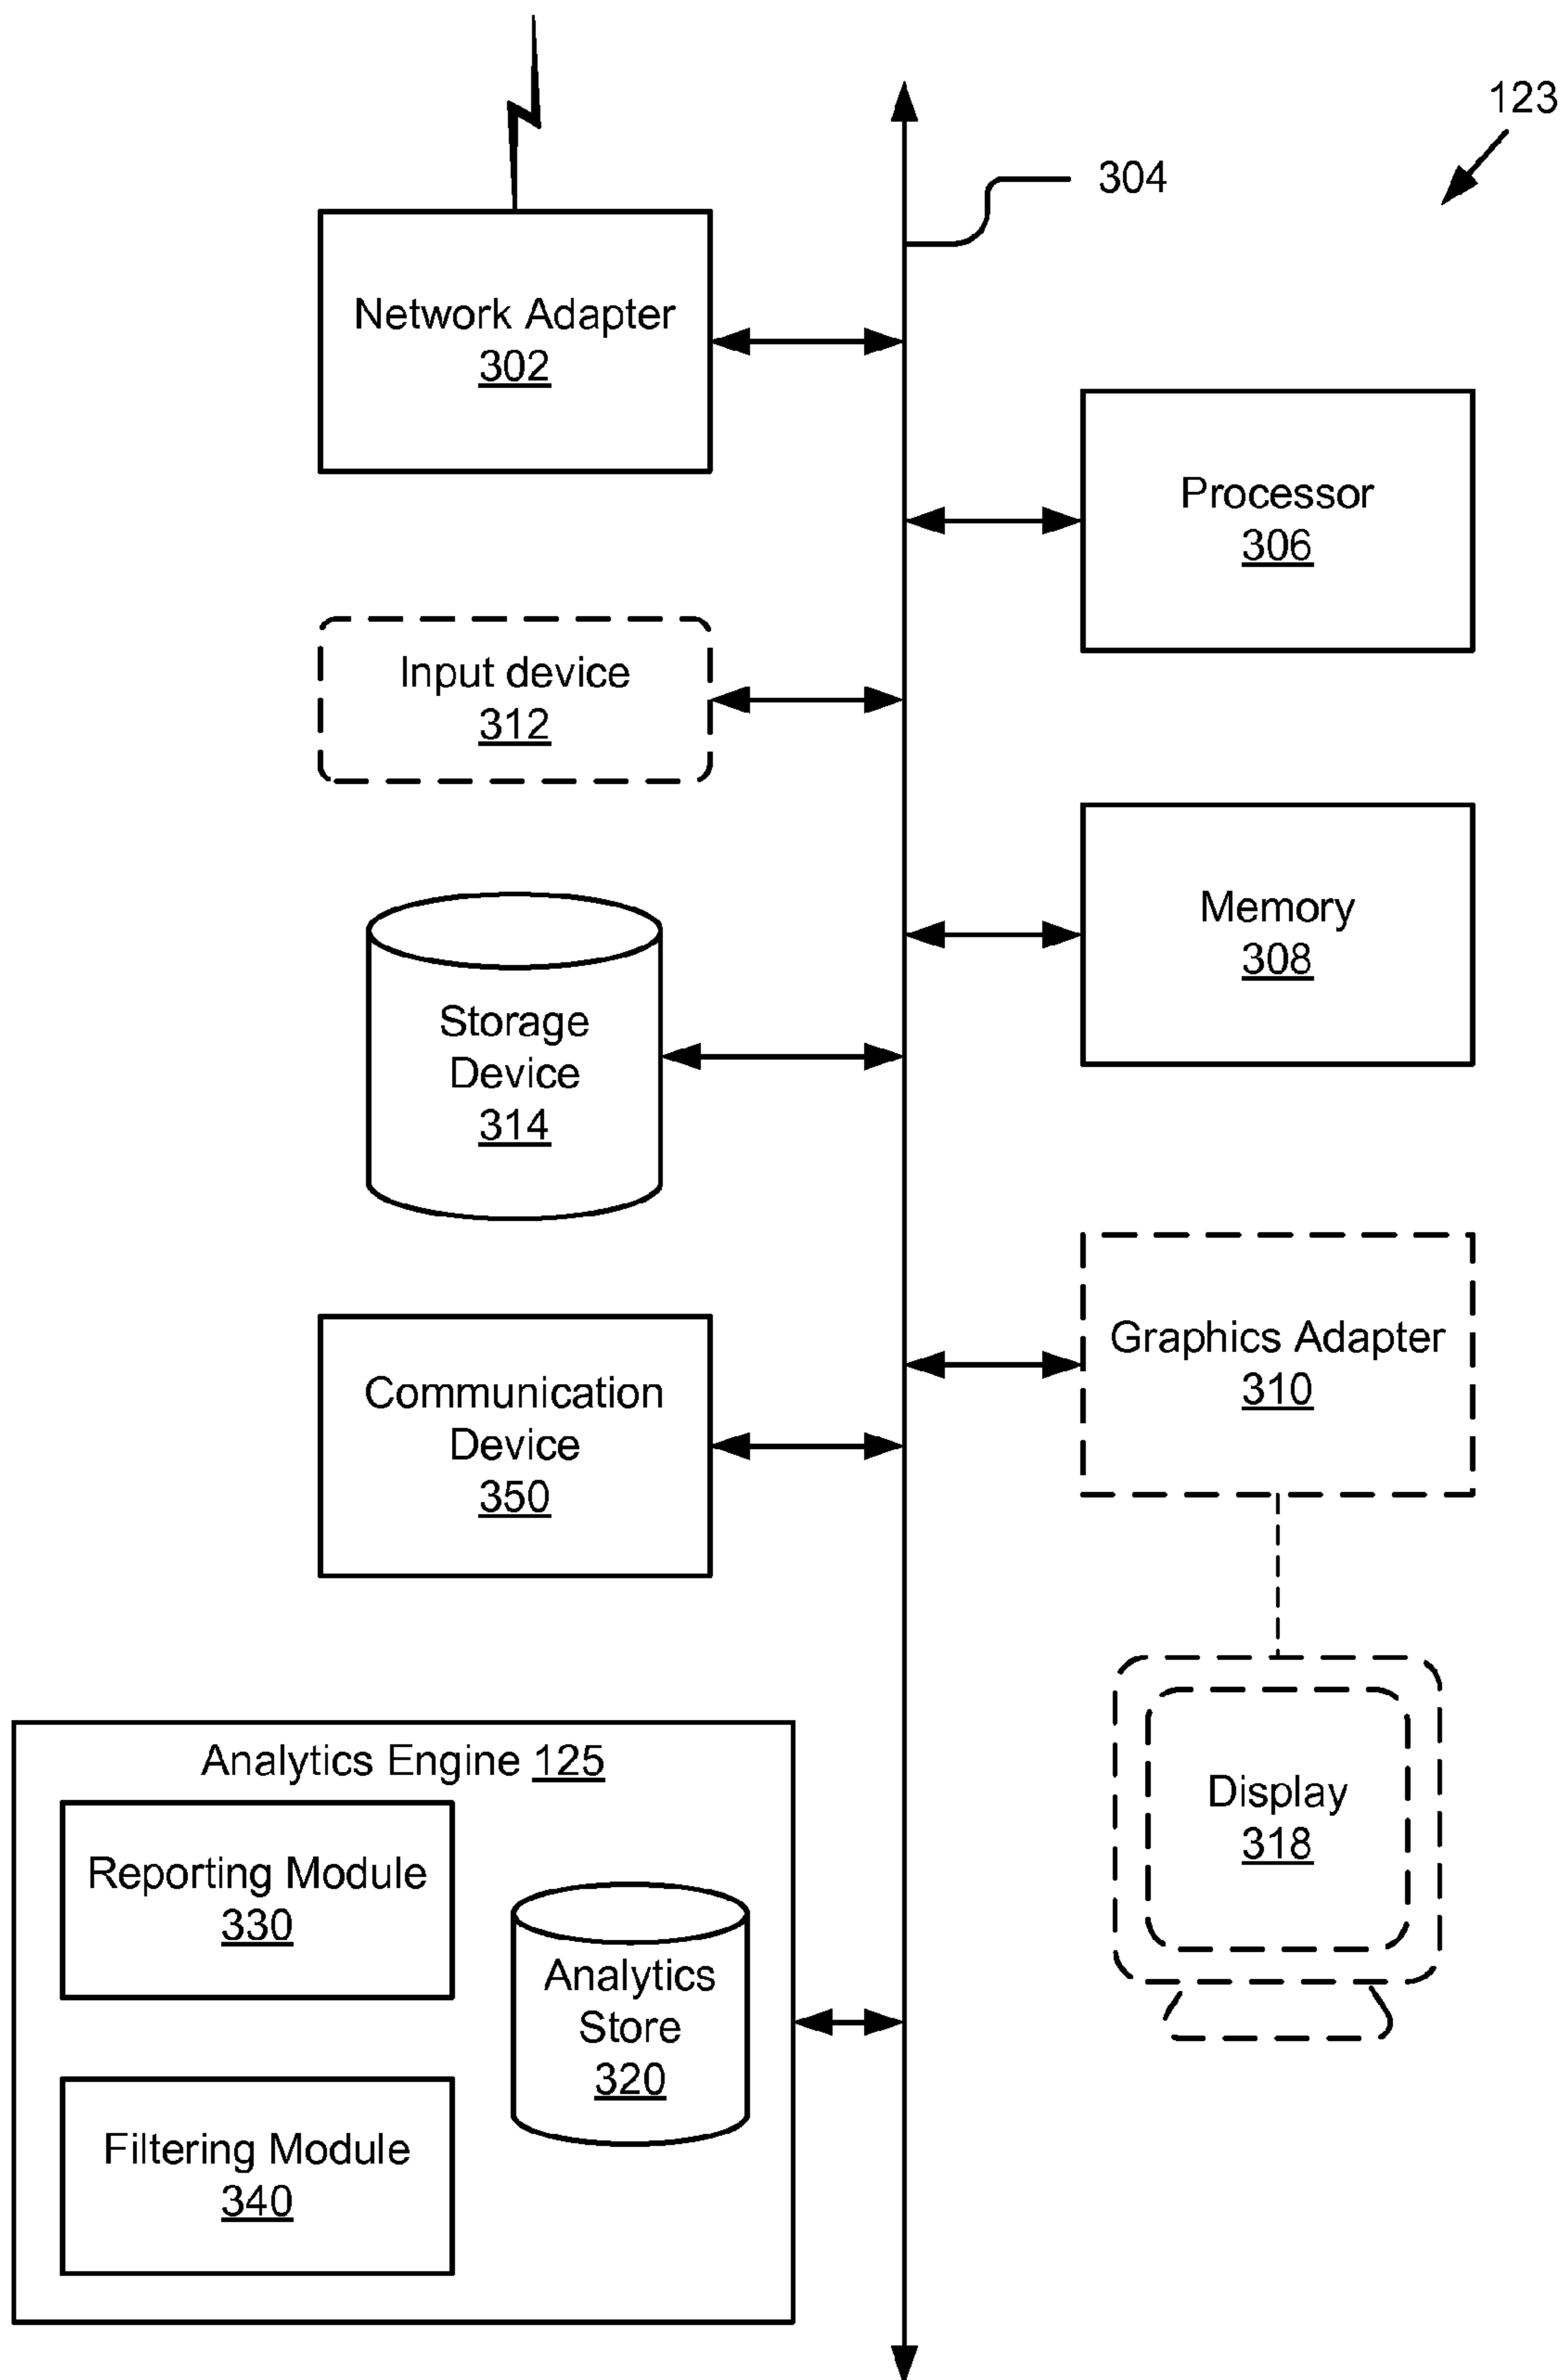 123
304
Network Adapter
302
Processor
306
Input device
312
Memory
308
Storage
Device
314
Graphics Adapter
310
Communication
Device
350
Analytics Engine 125
Reporting Module
330
Display
318
Analytics
Store
320
Filtering Module
340